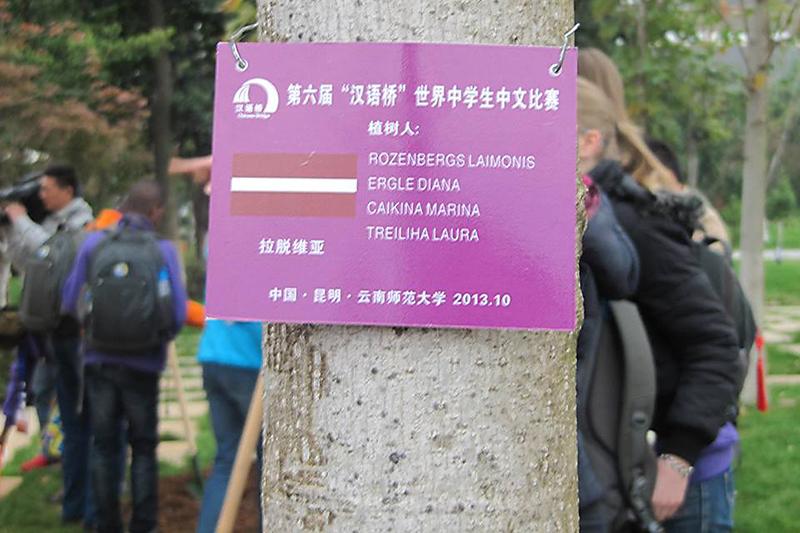 第六届“汉语桥”世界中学生中文比赛
汉语桥
植树人:
ROZENBERGS LAIMONIS
ERGLE DIANA
CAIKINA MARINA
TREILIHA LAURA
拉脱维亚
中国·昆明·云南师范大学 2013.10